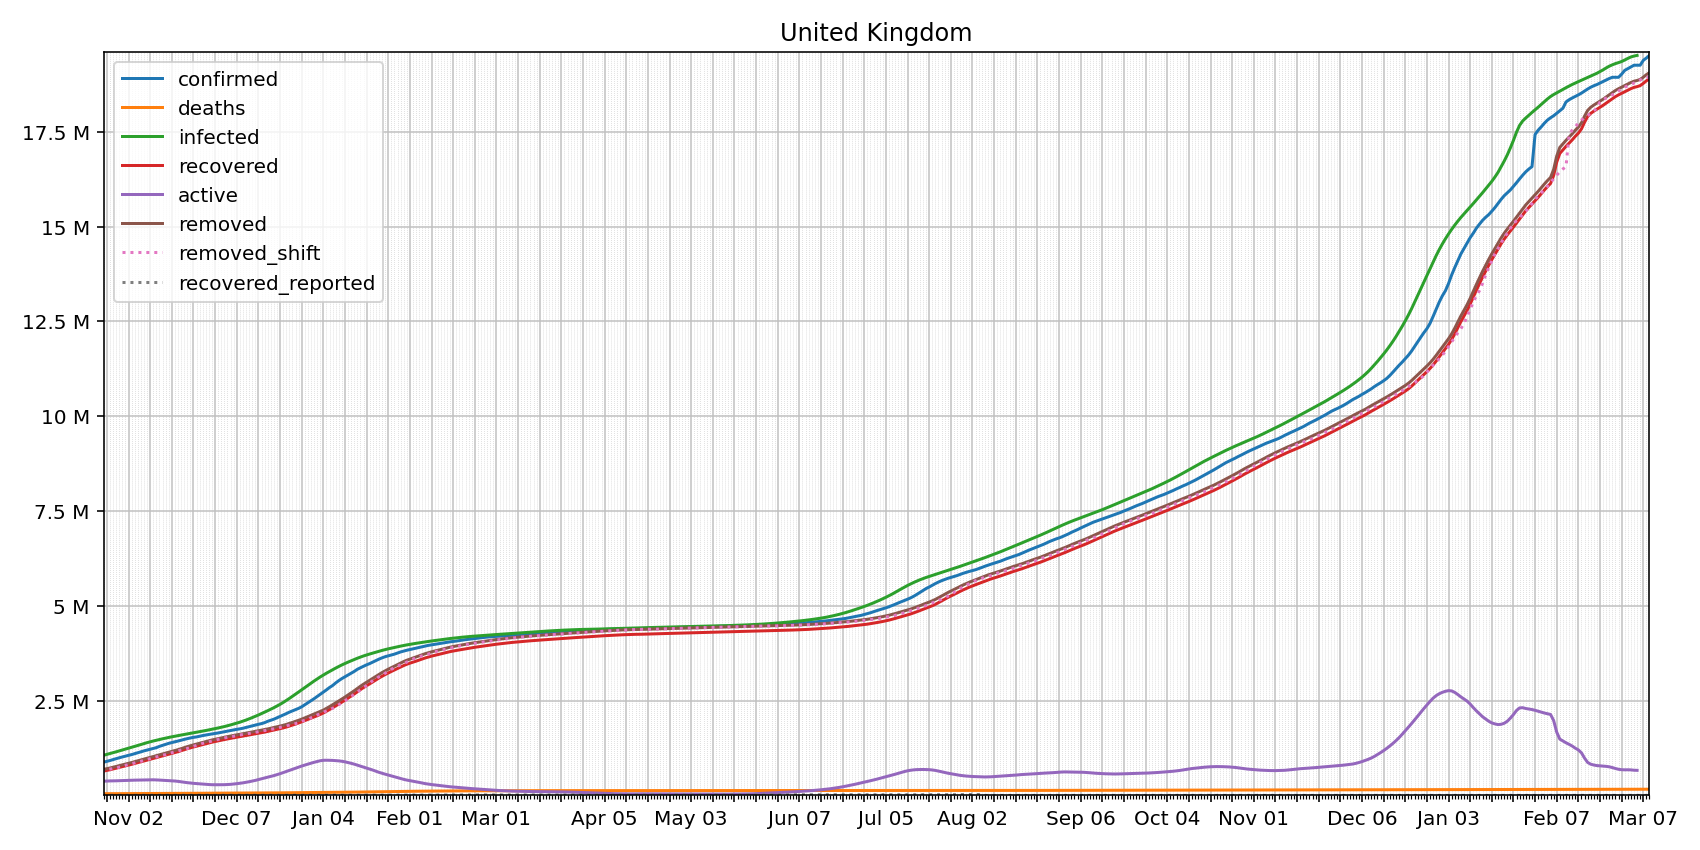 United Kingdom
confirmed
deaths
infected
recovered
active
removed
removed_shift
recovered_reported
17.5 M
15 M
12.5 M
10 M
7.5 M
5 M
2.5 M
Nov 02 Dec 07 Jan 04 Feb 01 Mar 01 Apr 05 May 03 Jun 07 Jul 05 Aug 02 Sep 06 Oct 04 Nov 01 Dec 06 Jan 03 Feb 07 Mar 07